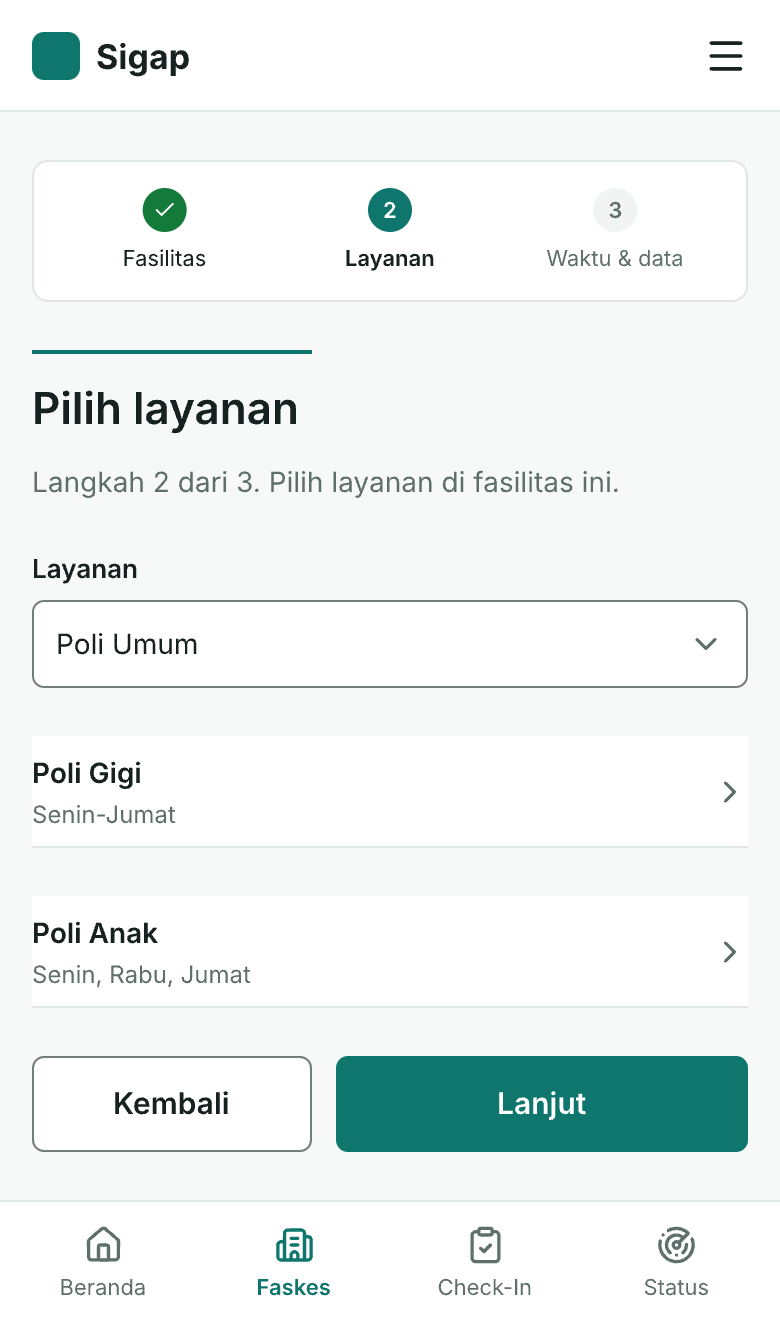 Sigap
2
3
Fasilitas
Layanan
Waktu & data
Pilih layanan
Langkah 2 dari 3. Pilih layanan di fasilitas ini.
Layanan
Poli Umum
Poli Gigi
Senin-Jumat
Poli Anak
Senin, Rabu, Jumat
Kembali
Lanjut
Beranda
Faskes
Check-In
Status